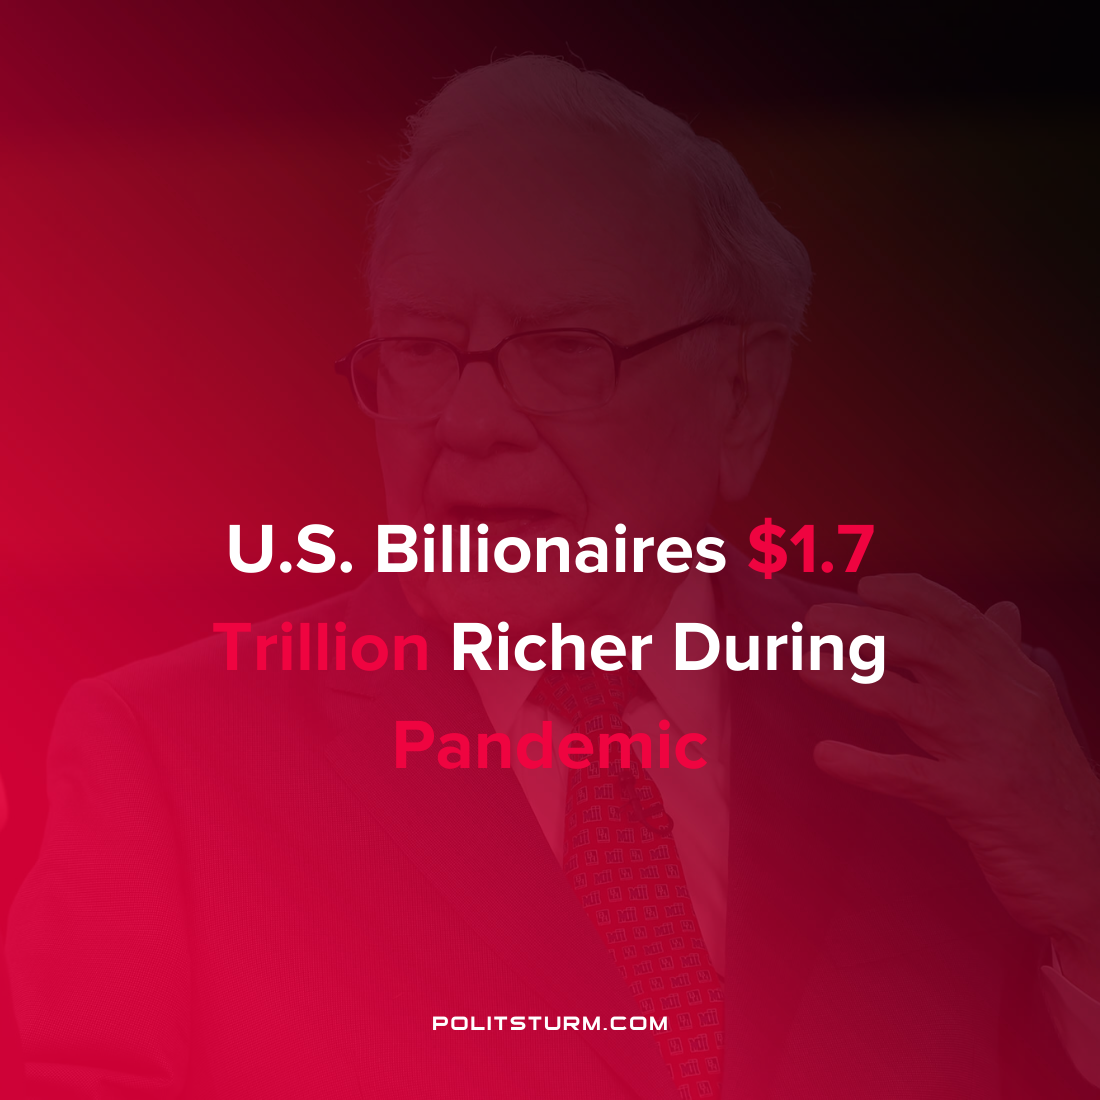 U.S. Billionaires $1.7
Trillion Richer During
Pandemic
POLITSTURM.COM